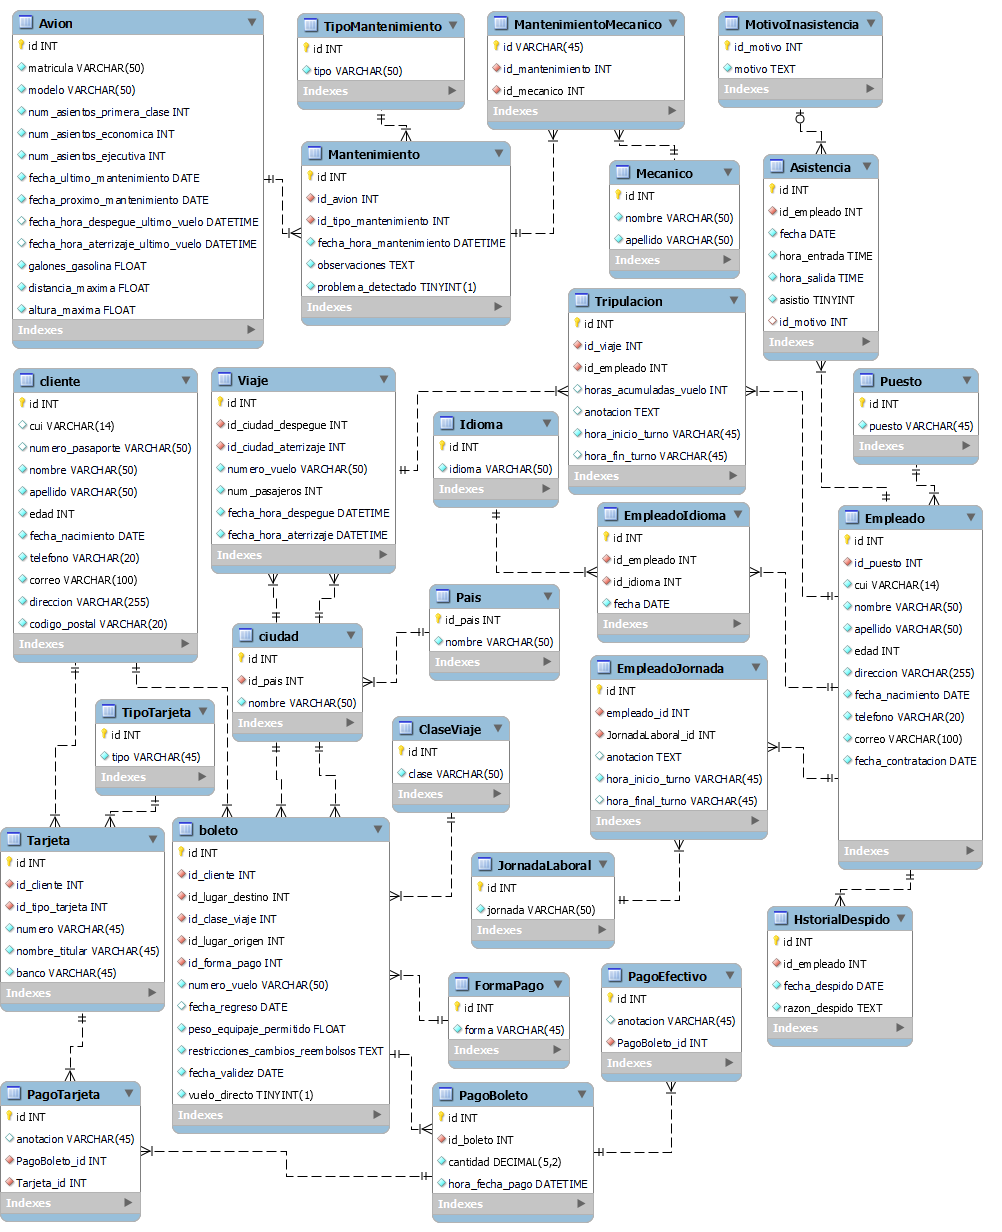 Avion
id INT
matricula VARCHAR(50)
modelo VARCHAR(50)
num_asientos_primera_clase INT
num_asientos_economica INT
num_asientos_ejecutiva INT
fecha_ultimo_mantenimiento DATE
fecha_proximo_mantenimiento DATE
fecha_hora_despegue_ultimo_vuelo DATETIME
fecha_hora_aterrizaje_ultimo_vuelo DATETIME
galones_gasolina FLOAT
distancia_maxima FLOAT
altura_maxima FLOAT
Indexes
TipoMantenimiento
id INT
tipo VARCHAR(50)
Indexes
MantenimientoMecanico
id VARCHAR(45)
id_mantenimiento INT
id_mecanico INT
Indexes
MotivoInasistencia
id_motivo INT
motivo TEXT
Indexes
Mantenimiento
id INT
id_avion INT
id_tipo_mantenimiento INT
fecha_hora_mantenimiento DATETIME
observaciones TEXT
problema_detectado TINYINT(1)
Indexes
Mecanico
id INT
nombre VARCHAR(50)
apellido VARCHAR(50)
Indexes
Asistencia
id INT
id_empleado INT
fecha DATE
hora_entrada TIME
hora_salida TIME
asistio TINYINT
id_motivo INT
Indexes
Tripulacion
id INT
id_viaje INT
id_empleado INT
horas_acumuladas_vuelo INT
anotacion TEXT
hora_inicio_turno VARCHAR(45)
hora_fin_turno VARCHAR(45)
Indexes
cliente
id INT
cui VARCHAR(14)
numero_pasaporte VARCHAR(50)
nombre VARCHAR(50)
apellido VARCHAR(50)
edad INT
fecha_nacimiento DATE
telefono VARCHAR(20)
correo VARCHAR(100)
direccion VARCHAR(255)
codigo_postal VARCHAR(20)
Indexes
Viaje
id INT
id_ciudad_despegue INT
id_ciudad_aterrizaje INT
numero_vuelo VARCHAR(50)
num_pasajeros INT
fecha_hora_despegue DATETIME
fecha_hora_aterrizaje DATETIME
Indexes
Idioma
id INT
idioma VARCHAR(50)
Indexes
Puesto
id INT
puesto VARCHAR(45)
Indexes
EmpleadoIdioma
id INT
id_empleado INT
id_idioma INT
fecha DATE
Indexes
Empleado
id INT
id_puesto INT
cui VARCHAR(14)
nombre VARCHAR(50)
apellido VARCHAR(50)
edad INT
direccion VARCHAR(255)
fecha_nacimiento DATE
telefono VARCHAR(20)
correo VARCHAR(100)
fecha_contratacion DATE
Indexes
Pais
id_pais INT
nombre VARCHAR(50)
Indexes
ciudad
id INT
id_pais INT
nombre VARCHAR(50)
Indexes
EmpleadoJornada
id INT
empleado_id INT
JornadaLaboral_id INT
anotacion TEXT
hora_inicio_turno VARCHAR(45)
hora_final_turno VARCHAR(45)
Indexes
TipoTarjeta
id INT
tipo VARCHAR(45)
Indexes
ClaseViaje
id INT
clase VARCHAR(50)
Indexes
Tarjeta
id INT
id_cliente INT
id_tipo_tarjeta INT
numero VARCHAR(45)
nombre_titular VARCHAR(45)
banco VARCHAR(45)
Indexes
boleto
id INT
id_cliente INT
id_lugar_destino INT
id_clase_viaje INT
id_lugar_origen INT
id_forma_pago INT
numero_vuelo VARCHAR(50)
fecha_regreso DATE
peso_equipaje_permitido FLOAT
restricciones_cambios_reembolsos TEXT
fecha_validez DATE
vuelo_directo TINYINT(1)
Indexes
JornadaLaboral
id INT
jornada VARCHAR(50)
Indexes
HstorialDespido
id INT
id_empleado INT
fecha_despido DATE
razon_despido TEXT
Indexes
FormaPago
id INT
forma VARCHAR(45)
Indexes
PagoEfectivo
id INT
anotacion VARCHAR(45)
PagoBoleto_id INT
Indexes
PagoTarjeta
id INT
anotacion VARCHAR(45)
PagoBoleto_id INT
Tarjeta_id INT
Indexes
PagoBoleto
id INT
id_boleto INT
cantidad DECIMAL(5,2)
hora_fecha_pago DATETIME
Indexes